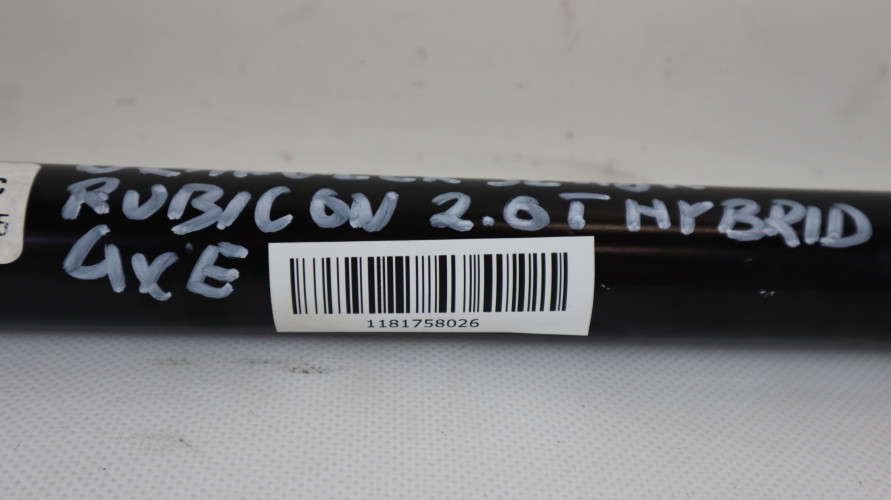 RUBICON 2.0T HYBRID
4XE
1181758026